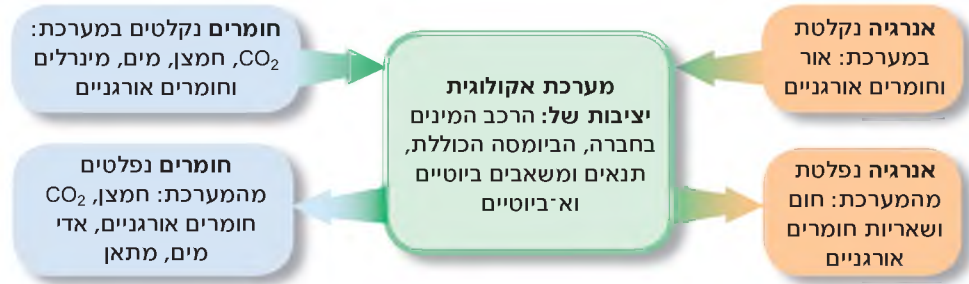 אנרגיה נקלטת
במערכת: אור
וחומרים אורגניים
חומרים נקלטים במערכת:
CO₂, חמצן, מים, מינרלים
וחומרים אורגניים
מערכת אקולוגית
יציבות של: הרכב המינים
בחברה, הביומסה הכוללת,
תנאים ומשאבים ביוטיים
וא־ביוטיים
אנרגיה נפלטת
מהמערכת: חום
ושאריות חומרים
אורגניים
חומרים נפלטים
מהמערכת: חמצן, CO₂
חומרים אורגניים, אדי
מים, מתאן